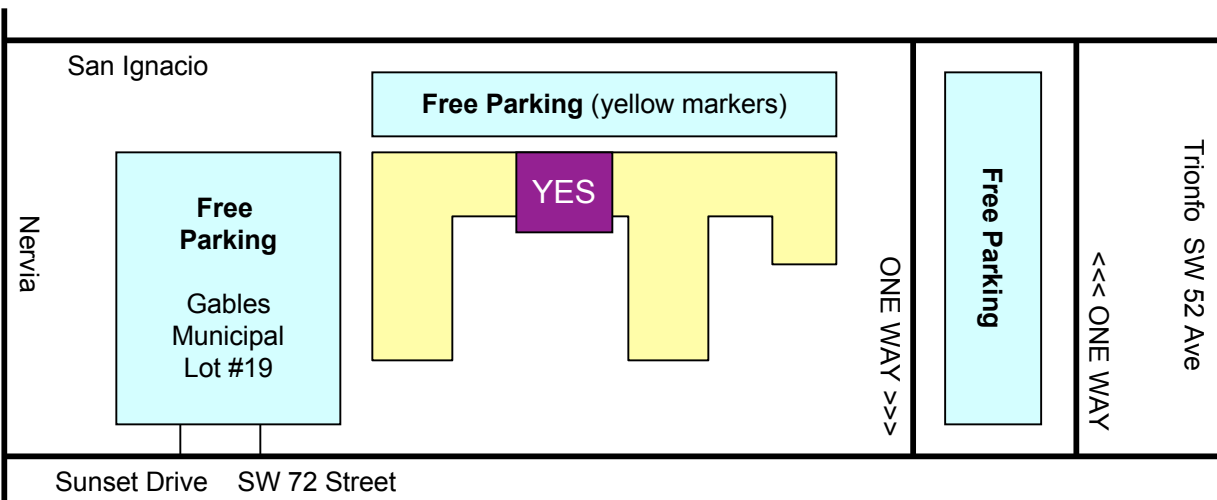 San Ignacio
Free Parking (yellow markers)
YES
Free
Parking
Gables
Municipal
Lot #19
Nervia
ONE WAY >>>
Free Parking
<<< ONE WAY
Trionfo SW 52 Ave
Sunset Drive SW 72 Street